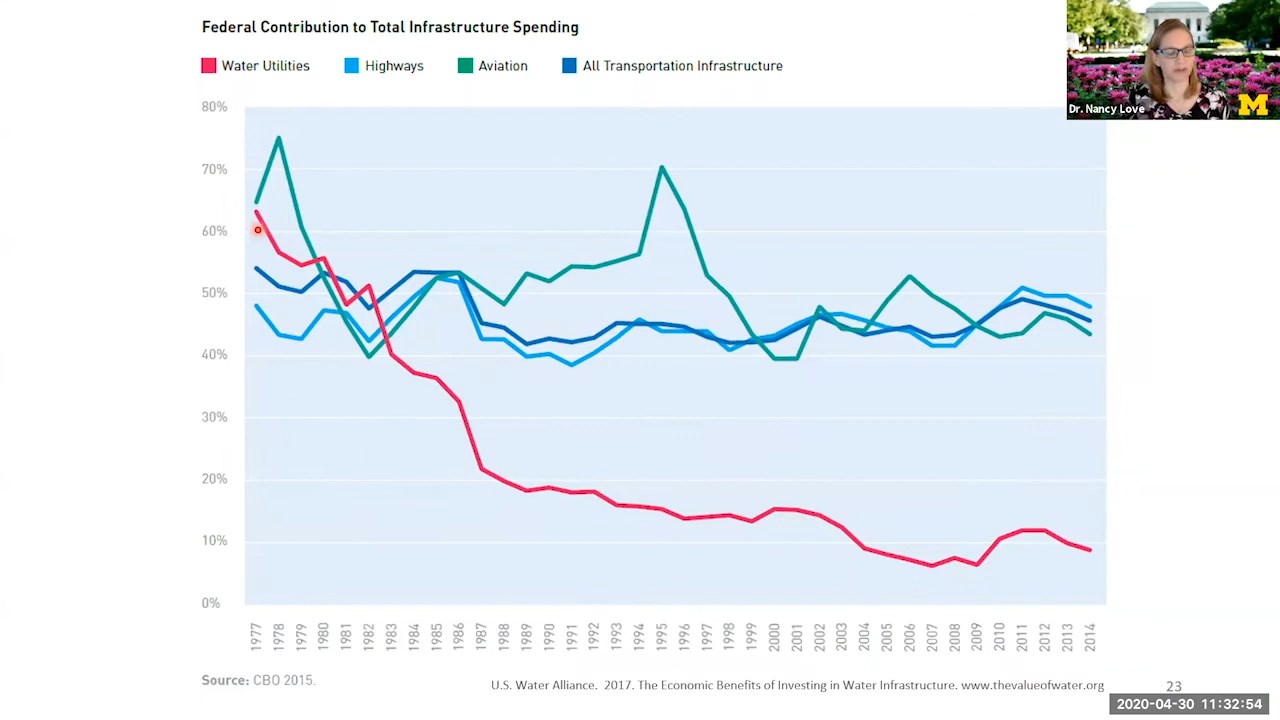 Federal Contribution to Total Infrastructure Spending
Water Utilities Highways Aviation All Transportation Infrastructure
Dr. Nancy Love
M
80%
70%
60%
50%
40%
30%
20%
10%
0%
1977 1978 1979 1980 1981 1982 1983 1984 1985 1986 1987 1988 1989 1990 1991 1992 1993 1994 1995 1996 1997 1998 1999 2000 2001 2002 2003 2004 2005 2006 2007 2008 2009 2010 2011 2012 2013 2014
Source: CBO 2015.
U.S. Water Alliance. 2017. The Economic Benefits of Investing in Water Infrastructure. www.thevalueofwater.org
23
2020-04-30 11:32:54